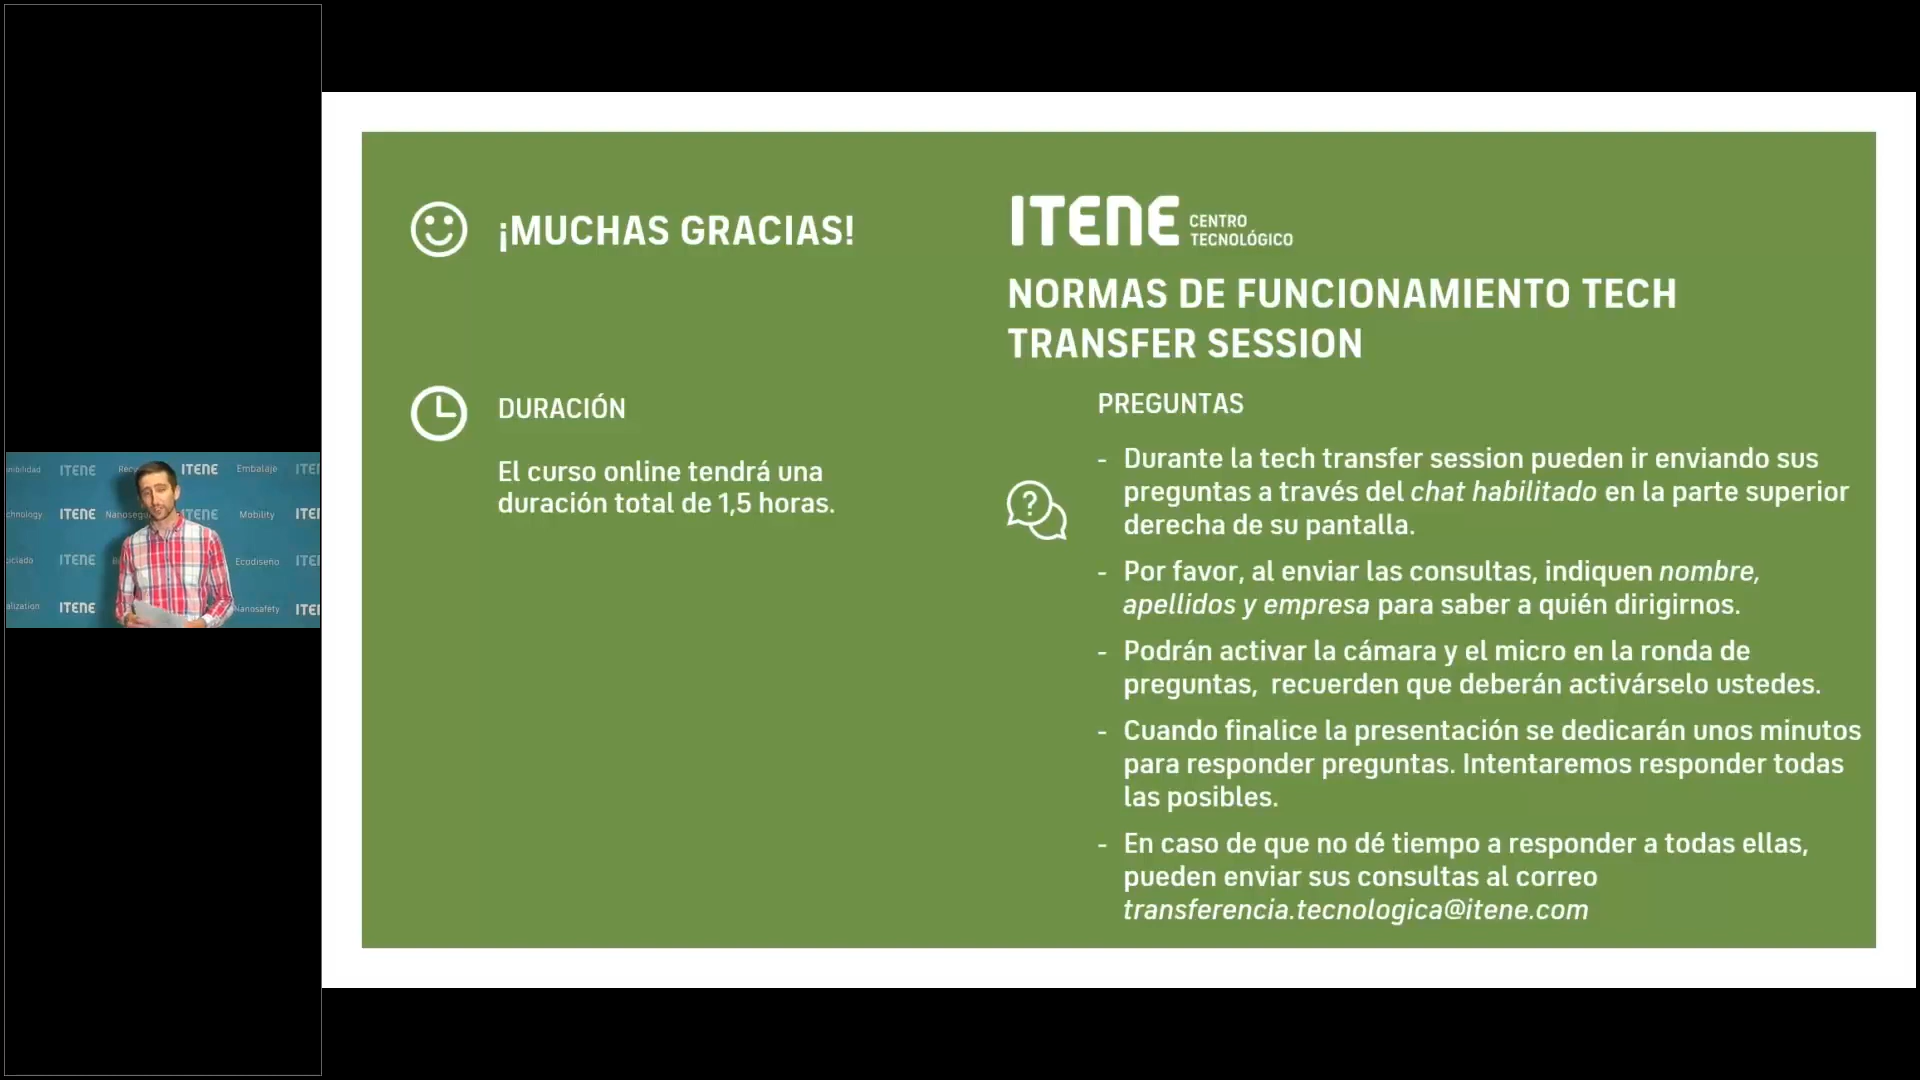 ¡MUCHAS GRACIAS!
DURACIÓN
El curso online tendrá una
duración total de 1,5 horas.
ITENE CENTRO
TECNOLÓGICO
NORMAS DE FUNCIONAMIENTO TECH
TRANSFER SESSION
PREGUNTAS
- Durante la tech transfer session pueden ir enviando sus
preguntas a través del chat habilitado en la parte superior
derecha de su pantalla.
- Por favor, al enviar las consultas, indiquen nombre,
apellidos y empresa para saber a quién dirigirnos.
- Podrán activar la cámara y el micro en la ronda de
preguntas, recuerden que deberán activárselo ustedes.
- Cuando finalice la presentación se dedicarán unos minutos
para responder preguntas. Intentaremos responder todas
las posibles.
- En caso de que no dé tiempo a responder a todas ellas,
pueden enviar sus consultas al correo
transferencia.tecnologica@itene.com
ITENE ITENE Embalaje
chnology ITENE ITENE Mobility
ITENE Ecodiseño
alization ITENE Nanosafety